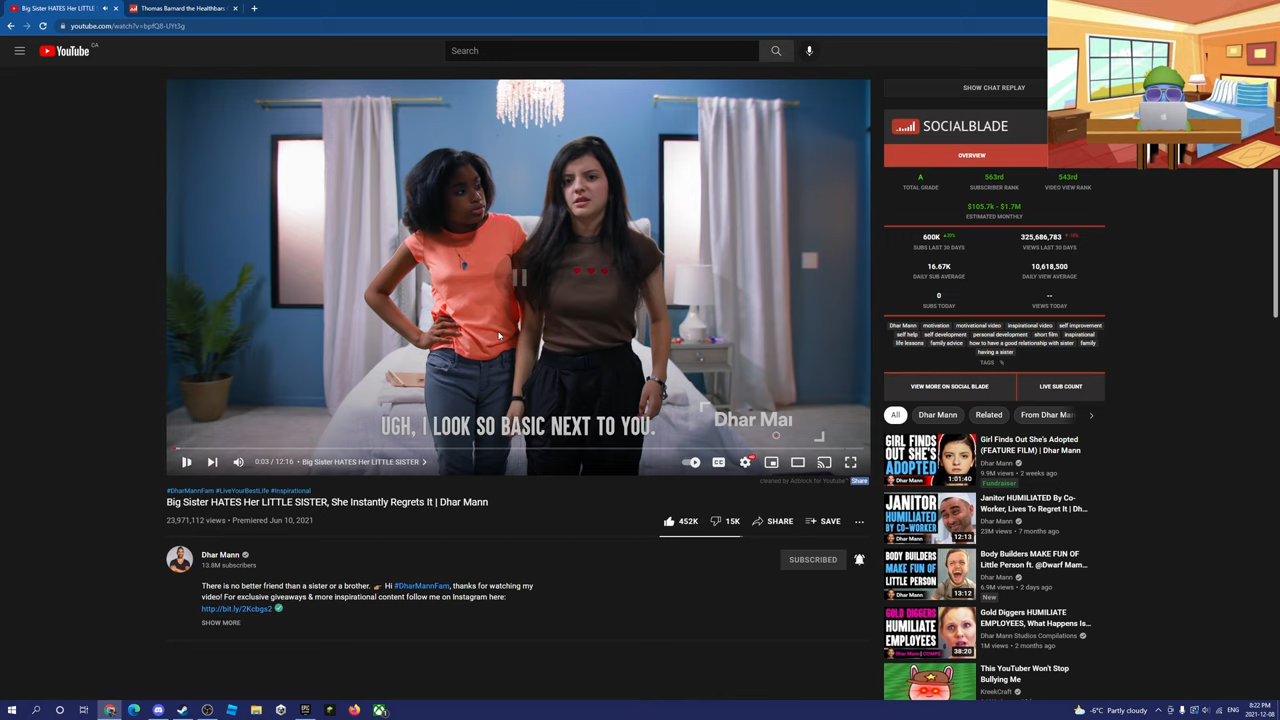 Big Sister HATES Her LITTLE
Thomas Barnard the Healthbars
youtube.com/watch?v=bpfQ8-UYt3g
YouTube CA
Search
UGH, I LOOK SO BASIC NEXT TO YOU.
Dhar Mai
0:03 / 12:16 • Big Sister HATES Her LITTLE SISTER
cleaned by Adblock for Youtube™ Share
#DharMannFam #LiveYourBestLife #Inspirational
Big Sister HATES Her LITTLE SISTER, She Instantly Regrets It | Dhar Mann
23,971,112 views • Premiered Jun 10, 2021
452K
15K
SHARE
SAVE
Dhar Mann
13.8M subscribers
SUBSCRIBED
There is no better friend than a sister or a brother. 👉 Hi #DharMannFam, thanks for watching my
video! For exclusive giveaways & more inspirational content follow me on Instagram here:
http://bit.ly/2Kcbgs2
SHOW MORE
SHOW CHAT REPLAY
SOCIALBLADE
OVERVIEW
A 563rd 543rd
TOTAL GRADE SUBSCRIBER RANK VIDEO VIEW RANK
$105.7k - $1.7M
ESTIMATED MONTHLY
600K 325,686,783
SUBS LAST 30 DAYS VIEWS LAST 30 DAYS
16.67K 10,618,500
DAILY SUB AVERAGE DAILY VIEW AVERAGE
0 --
SUBS TODAY VIEWS TODAY
Dhar Mann motivation motivational video inspirational video self improvement
self help self development personal development short film inspirational
life lessons family advice how to have a good relationship with sister family
having a sister
TAGS
VIEW MORE ON SOCIAL BLADE LIVE SUB COUNT
All Dhar Mann Related From Dhar Man
GIRL
FINDS
OUT SHE'S
ADOPTED
1:01:40
Girl Finds Out She's Adopted
(FEATURE FILM) | Dhar Mann
Dhar Mann
9.9M views • 2 weeks ago
Fundraiser
JANITOR
HUMILIATED
BY CO-
WORKER
12:13
Janitor HUMILIATED By Co-
Worker, Lives To Regret It | Dh...
Dhar Mann
23M views • 7 months ago
BODY
BUILDERS
MAKE FUN OF
LITTLE
PERSON
13:12
Body Builders MAKE FUN OF
Little Person ft. @Dwarf Mam...
Dhar Mann
6.9M views • 2 days ago
New
GOLD
DIGGERS
HUMILIATE
EMPLOYEES
38:20
Gold Diggers HUMILIATE
EMPLOYEES, What Happens Is...
Dhar Mann Studios Compilations
1M views • 2 months ago
This YouTuber Won't Stop
Bullying Me
KreekCraft
-6°C Partly cloudy
ENG
8:22 PM
2021-12-08